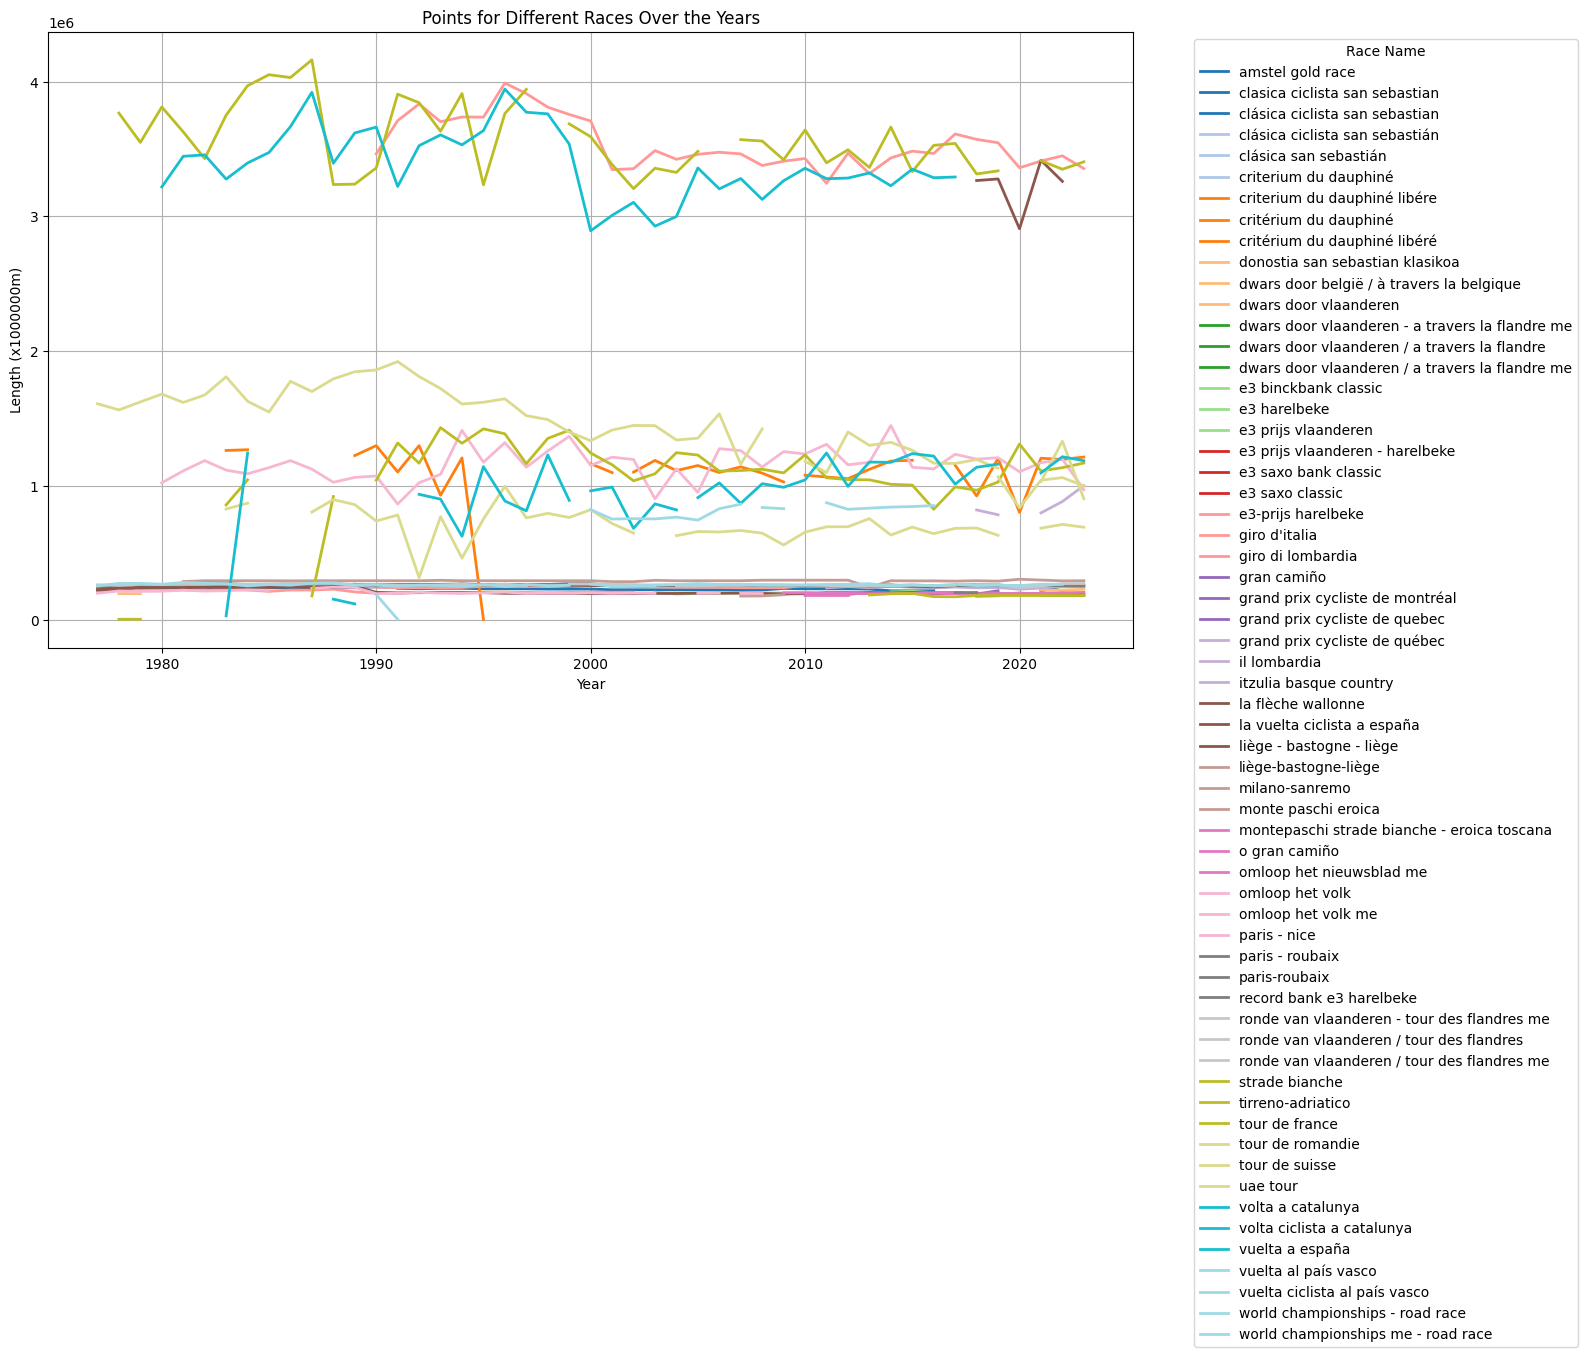 Points for Different Races Over the Years
1e6
4
3
2
1
0
Length (x1000000m)
1980
1990
2000
2010
2020
Year
Race Name
amstel gold race
clasica ciclista san sebastian
clásica ciclista san sebastian
clásica ciclista san sebastián
clásica san sebastián
criterium du dauphiné
criterium du dauphiné libére
critérium du dauphiné
critérium du dauphiné libéré
donostia san sebastian klasikoa
dwars door belgië / à travers la belgique
dwars door vlaanderen
dwars door vlaanderen - a travers la flandre me
dwars door vlaanderen / a travers la flandre
dwars door vlaanderen / a travers la flandre me
e3 binckbank classic
e3 harelbeke
e3 prijs vlaanderen
e3 prijs vlaanderen - harelbeke
e3 saxo bank classic
e3 saxo classic
e3-prijs harelbeke
giro d'italia
giro di lombardia
gran camiño
grand prix cycliste de montréal
grand prix cycliste de quebec
grand prix cycliste de québec
il lombardia
itzulia basque country
la flèche wallonne
la vuelta ciclista a españa
liège - bastogne - liège
liège-bastogne-liège
milano-sanremo
monte paschi eroica
montepaschi strade bianche - eroica toscana
o gran camiño
omloop het nieuwsblad me
omloop het volk
omloop het volk me
paris - nice
paris - roubaix
paris-roubaix
record bank e3 harelbeke
ronde van vlaanderen - tour des flandres me
ronde van vlaanderen / tour des flandres
ronde van vlaanderen / tour des flandres me
strade bianche
tirreno-adriatico
tour de france
tour de romandie
tour de suisse
uae tour
volta a catalunya
volta ciclista a catalunya
vuelta a españa
vuelta al país vasco
vuelta ciclista al país vasco
world championships - road race
world championships me - road race